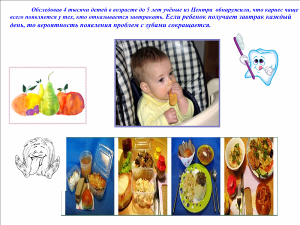 Обследовав 4 тысячи детей в возрасте до 5 лет учёные из Центра обнаружили, что кариес чаще
всего появляется у тех, кто отказывается завтракать. Если ребенок получает завтрак каждый
день, то вероятность появления проблем с зубами сокращается.